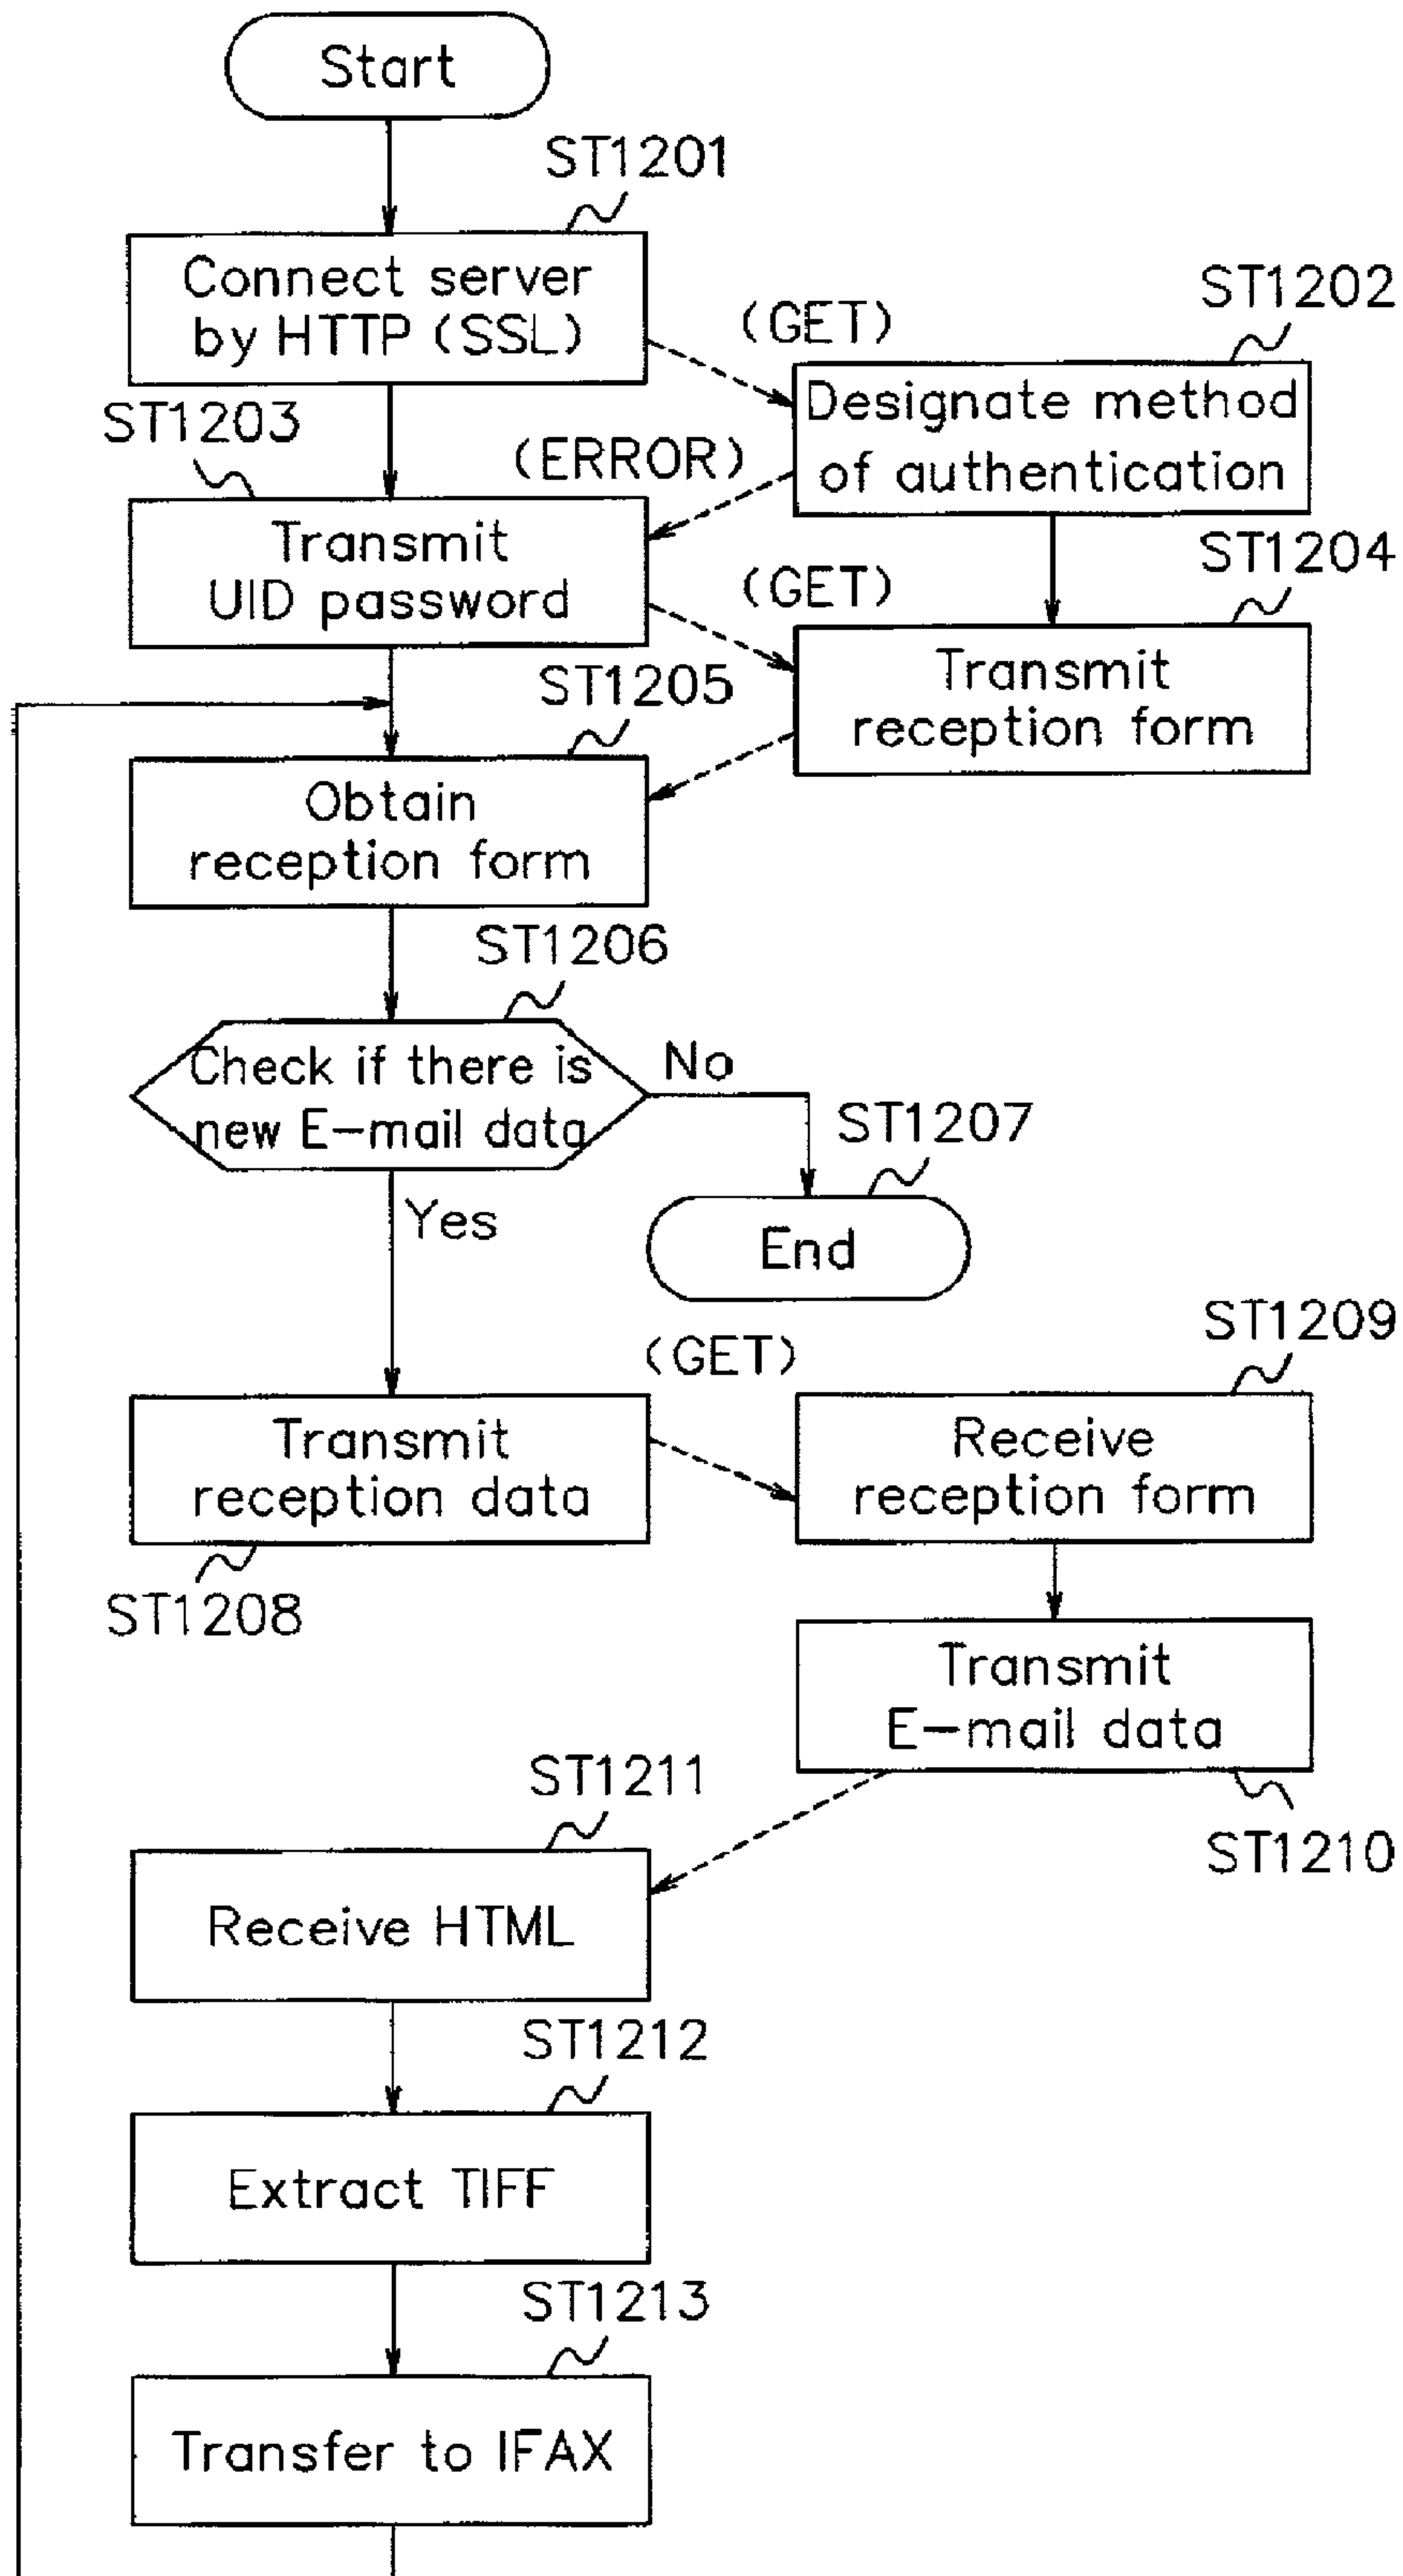 Start
ST1201
Connect server
by HTTP (SSL)
(GET)
ST1202
Designate method
of authentication
ST1203
(ERROR)
Transmit
UID password
(GET)
ST1204
Transmit
reception form
ST1205
Obtain
reception form
ST1206
Check if there is
new E-mail data
No
ST1207
End
Yes
(GET)
ST1208
Transmit
reception data
ST1209
Receive
reception form
Transmit
E-mail data
ST1210
ST1211
Receive HTML
ST1212
Extract TIFF
ST1213
Transfer to IFAX